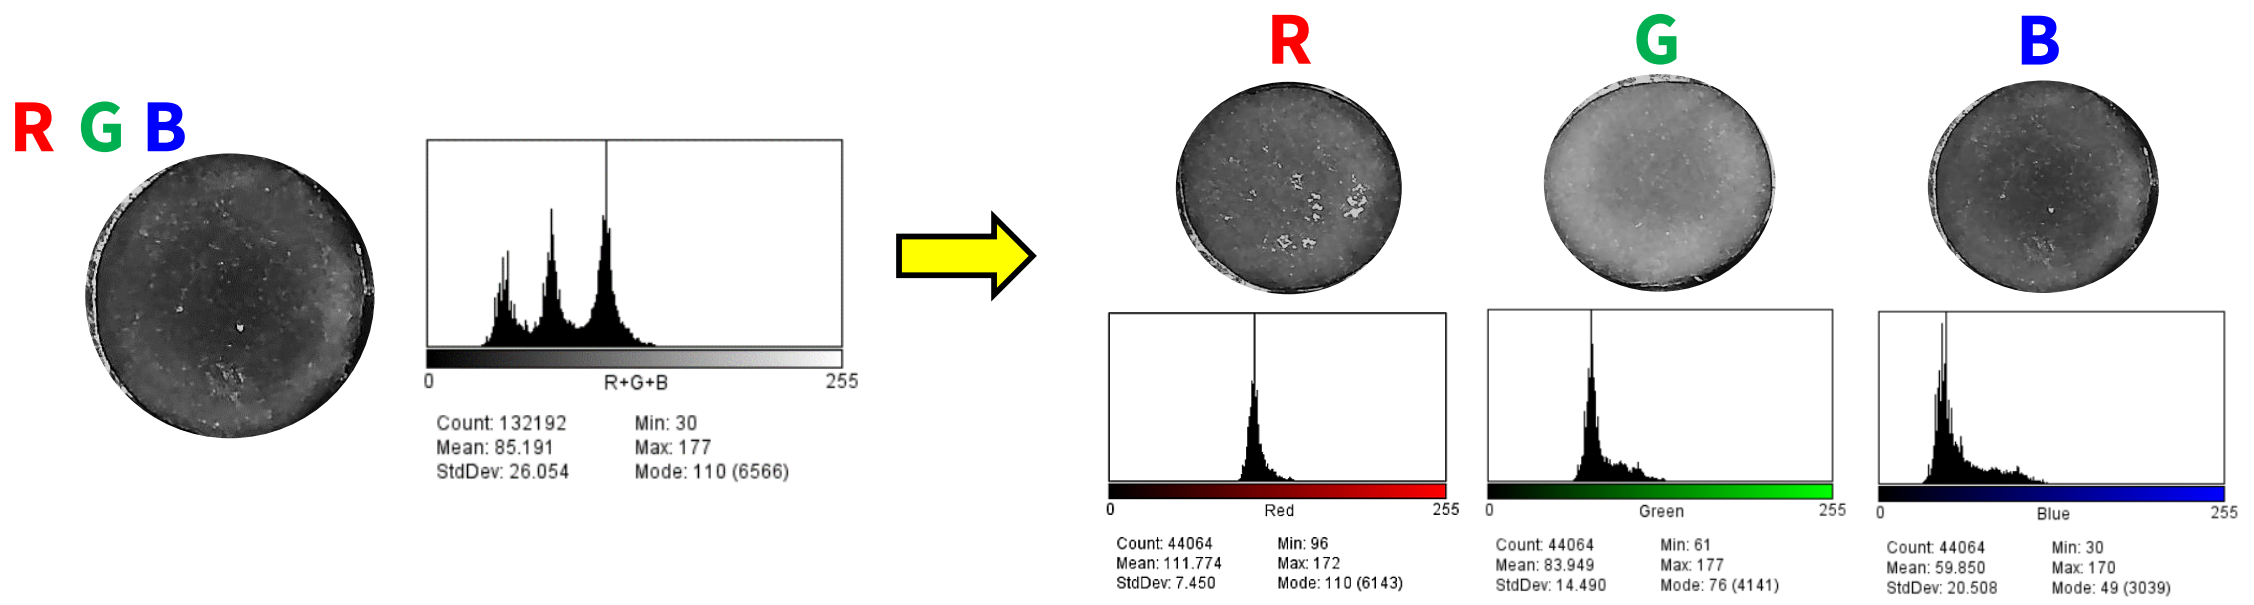 R G B
0 255
R+G+B
Count: 132192 Min: 30
Mean: 85.191 Max: 177
StdDev: 26.054 Mode: 110 (6566)
R
0 255
Red
Count: 44064 Min: 96
Mean: 111.774 Max: 172
StdDev: 7.450 Mode: 110 (6143)
G
0 255
Green
Count: 44064 Min: 61
Mean: 83.949 Max: 177
StdDev: 14.490 Mode: 76 (4141)
B
0 255
Blue
Count: 44064 Min: 30
Mean: 59.850 Max: 170
StdDev: 20.508 Mode: 49 (3039)